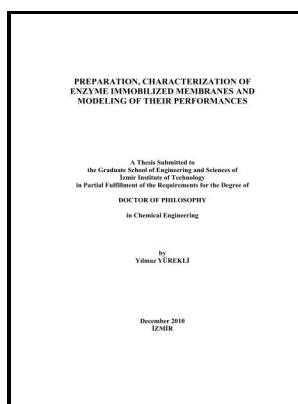 PREPARATION, CHARACTERIZATION OF
ENZYME IMMOBILIZED MEMBRANES AND
MODELING OF THEIR PERFORMANCES
A Thesis Submitted to
the Graduate School of Engineering and Sciences of
İzmir Institute of Technology
in Partial Fulfillment of the Requirements for the Degree of
DOCTOR OF PHILOSOPHY
in Chemical Engineering
by
Yılmaz YÜREKLİ
December 2010
İZMİR